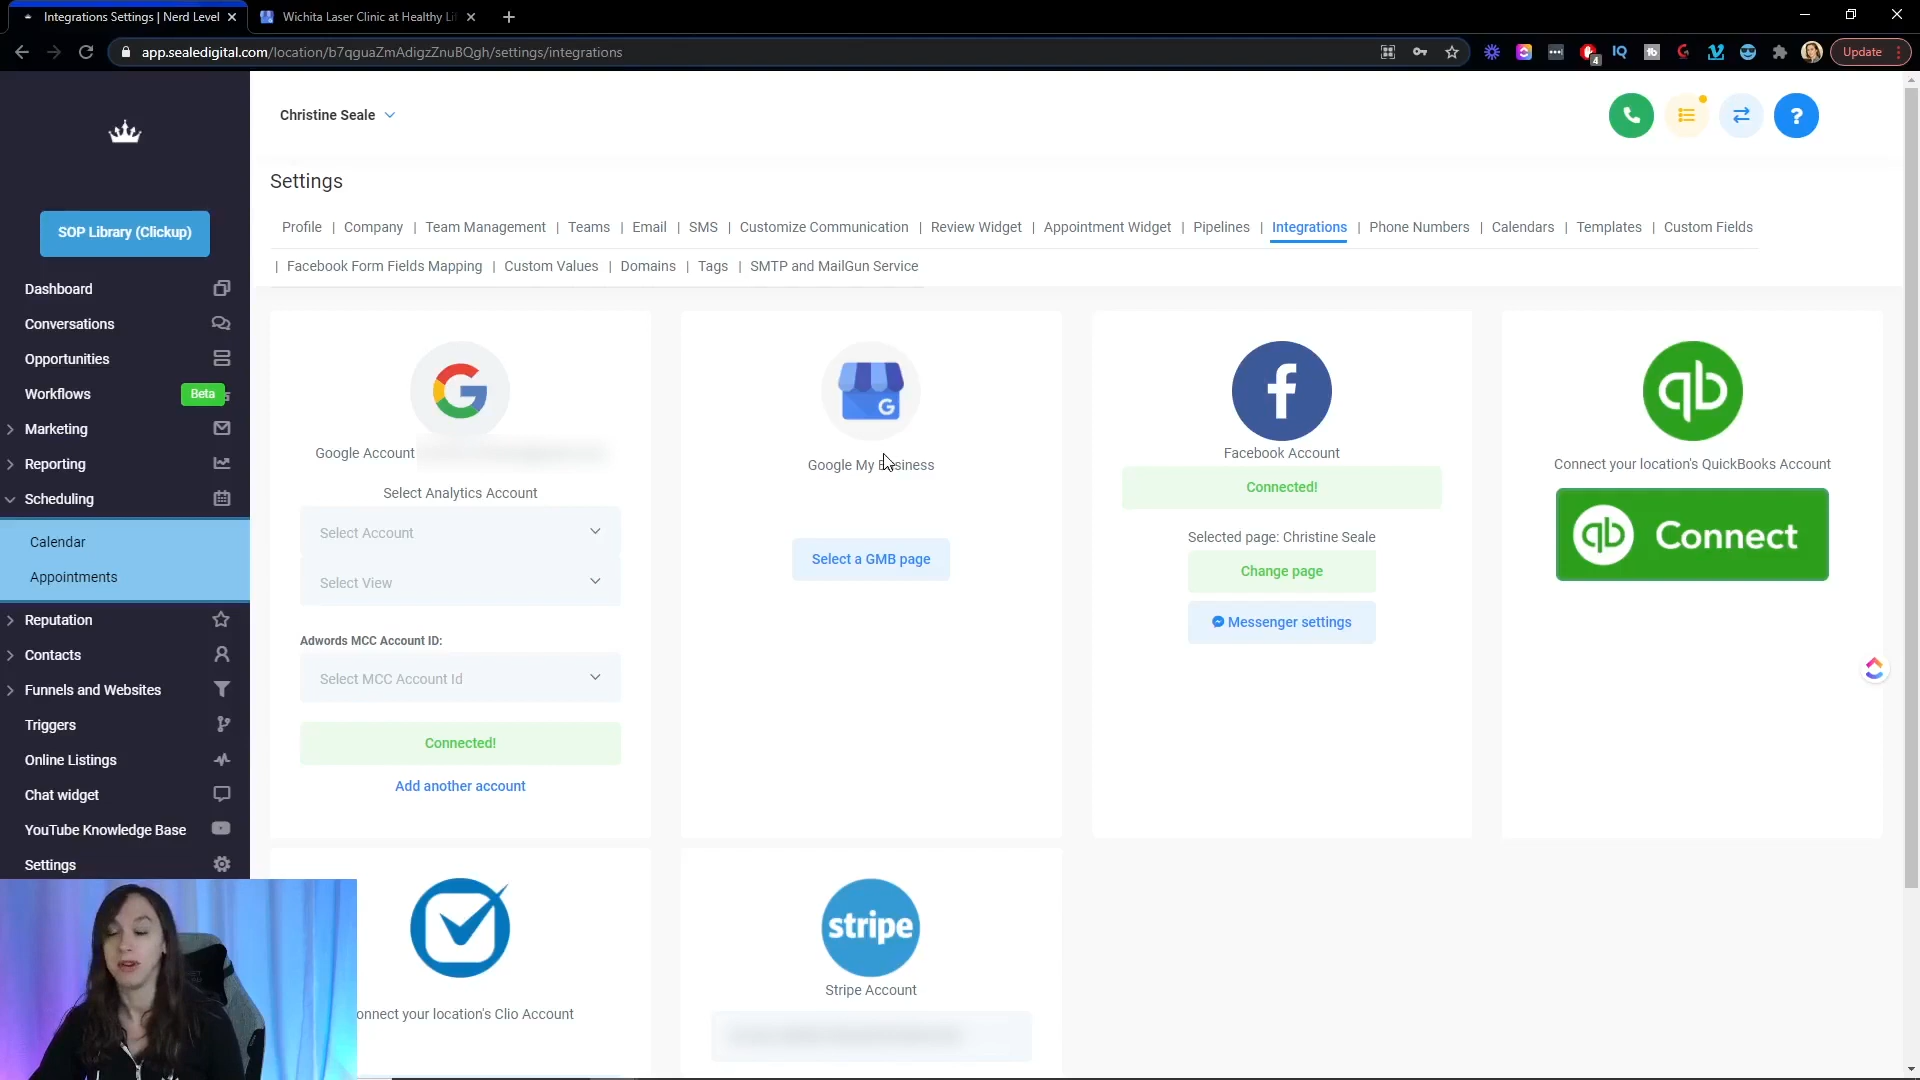 Integrations Settings | Nerd Level
Wichita Laser Clinic at Healthy Li
app.sealedigital.com/location/b7qguaZmAdigzZnuBQgh/settings/integrations
4
IQ
tb
Update
Christine Seale
?
Settings
Profile | Company | Team Management | Teams | Email | SMS | Customize Communication | Review Widget | Appointment Widget | Pipelines | Integrations | Phone Numbers | Calendars | Templates | Custom Fields
| Facebook Form Fields Mapping | Custom Values | Domains | Tags | SMTP and MailGun Service
SOP Library (Clickup)
Dashboard
Conversations
Opportunities
Workflows
Beta
Marketing
Reporting
Scheduling
Calendar
Appointments
Reputation
Contacts
Funnels and Websites
Triggers
Online Listings
Chat widget
YouTube Knowledge Base
Settings
G
Google Account
Select Analytics Account
Select Account
Select View
Adwords MCC Account ID:
Select MCC Account Id
Connected!
Add another account
G
Google My Business
Select a GMB page
f
Facebook Account
Connected!
Selected page: Christine Seale
Change page
Messenger settings
qb
Connect your location's QuickBooks Account
qb Connect
onnect your location's Clio Account
stripe
Stripe Account